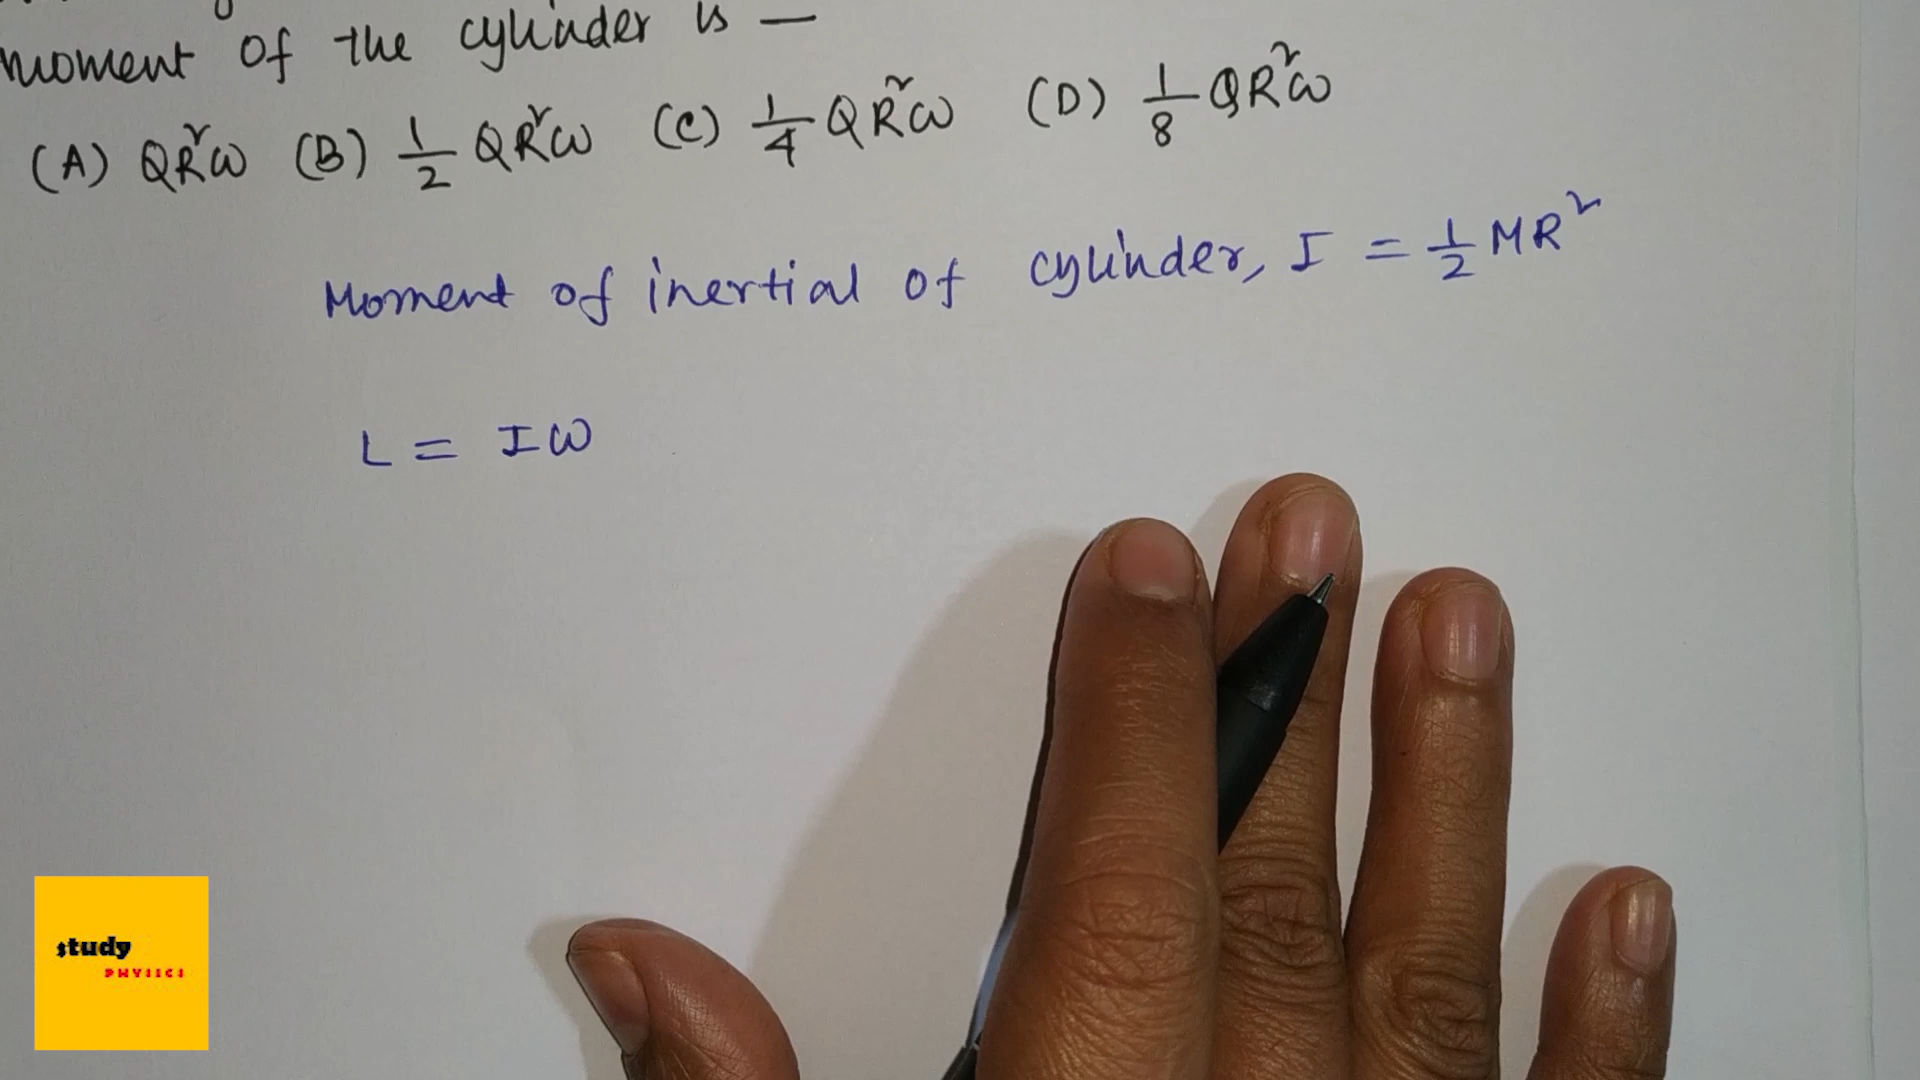 moment of the cylinder is —
(A) QR²ω (B) 1/2 QR²ω (C) 1/4 QR²ω (D) 1/8 QR²ω
Moment of inertial of cylinder, I = 1/2 MR²
L = Iω
study
PHYSICS